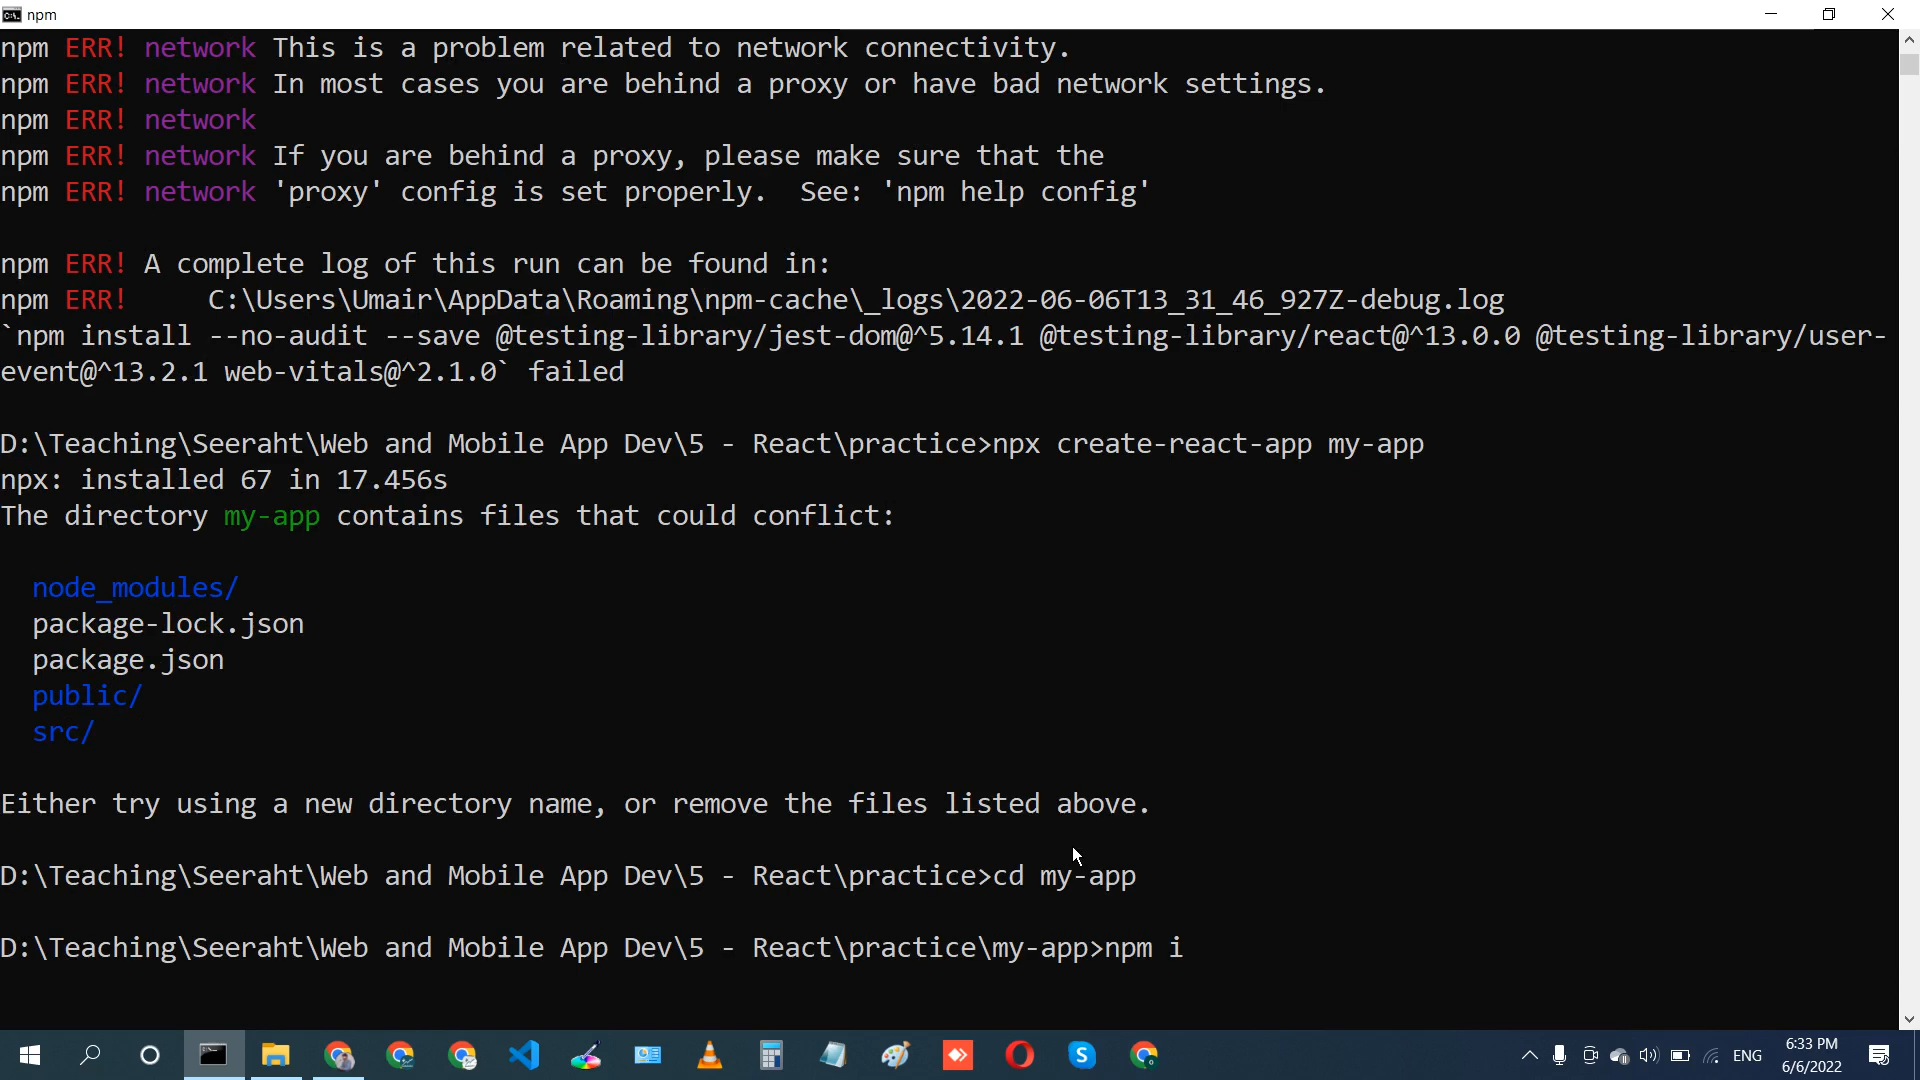 npm
npm ERR! network This is a problem related to network connectivity.
npm ERR! network In most cases you are behind a proxy or have bad network settings.
npm ERR! network
npm ERR! network If you are behind a proxy, please make sure that the
npm ERR! network 'proxy' config is set properly.  See: 'npm help config'
npm ERR! A complete log of this run can be found in:
npm ERR!     C:\Users\Umair\AppData\Roaming\npm-cache\_logs\2022-06-06T13_31_46_927Z-debug.log
`npm install --no-audit --save @testing-library/jest-dom@^5.14.1 @testing-library/react@^13.0.0 @testing-library/user-
event@^13.2.1 web-vitals@^2.1.0` failed
D:\Teaching\Seeraht\Web and Mobile App Dev\5 - React\practice>npx create-react-app my-app
npx: installed 67 in 17.456s
The directory my-app contains files that could conflict:
node_modules/
package-lock.json
package.json
public/
src/
Either try using a new directory name, or remove the files listed above.
D:\Teaching\Seeraht\Web and Mobile App Dev\5 - React\practice>cd my-app
D:\Teaching\Seeraht\Web and Mobile App Dev\5 - React\practice\my-app>npm i
ENG
6:33 PM
6/6/2022